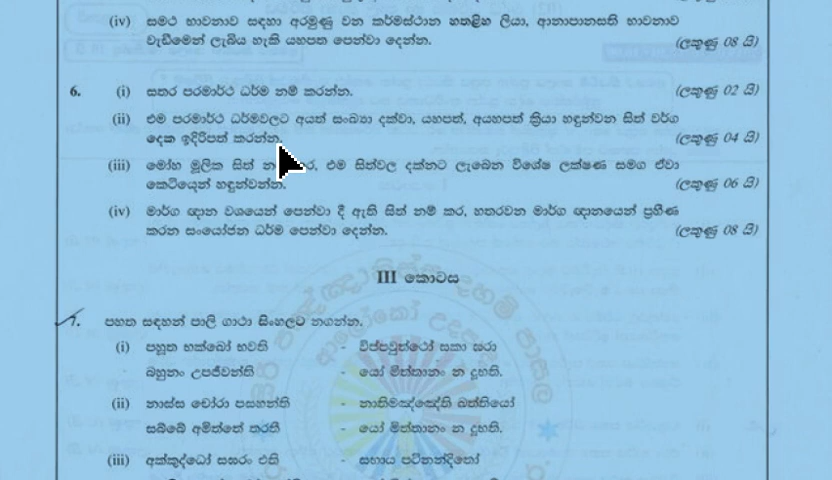 (iv) සමථ භාවනාව සඳහා අරමුණු වන කර්මස්ථාන හතළිහ ලියා, ආනාපානසති භාවනාව
වැඩීමෙන් ලැබිය හැකි යහපත පෙන්වා දෙන්න. (ලකුණු 08 යි)
6. (i) සතර පරමාර්ථ ධර්ම නම් කරන්න. (ලකුණු 02 යි)
(ii) එම පරමාර්ථ ධර්මවලට අයත් සංඛ්‍යා දක්වා, යහපත්, අයහපත් ක්‍රියා හඳුන්වන සිත් වර්ග
දෙක ඉදිරිපත් කරන්න. (ලකුණු 04 යි)
(iii) මෝහ මූලික සිත් න ර, එම සිත්වල දක්නට ලැබෙන විශේෂ ලක්ෂණ සමග ඒවා
කෙටියෙන් හඳුන්වන්න. (ලකුණු 06 යි)
(iv) මාර්ග ඥාන වශයෙන් පෙන්වා දී ඇති සිත් නම් කර, හතරවන මාර්ග ඥානයෙන් ප්‍රහීණ
කරන සංයෝජන ධර්ම පෙන්වා දෙන්න. (ලකුණු 08 යි)
III කොටස
7. පහත සඳහන් පාලි ගාථා සිංහලට නගන්න.
(i) පහූත භක්ඛෝ භවති - විප්පවුත්ථෝ සකා ඝරා
බහූනං උපජීවන්ති - යෝ මිත්තානං න දූභති.
(ii) නාස්ස චෝරා පසහන්ති - නාතිමඤ්ඤෙති ඛත්තියෝ
සබ්බේ අමිත්තේ තරති - යෝ මිත්තානං න දූභති.
(iii) අක්කුද්ධෝ සඝරං එති - සභාය පටිනන්දිතෝ